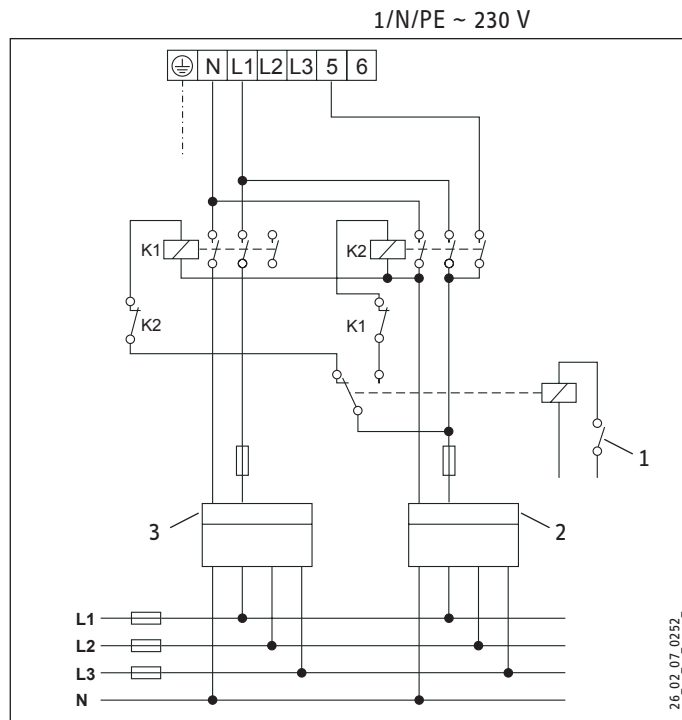 1/N/PE ~ 230 V
N L1 L2 L3 5 6
K1 K2
K2 K1
1
3 2
L1
L2
L3
N
26_02_07_0252_